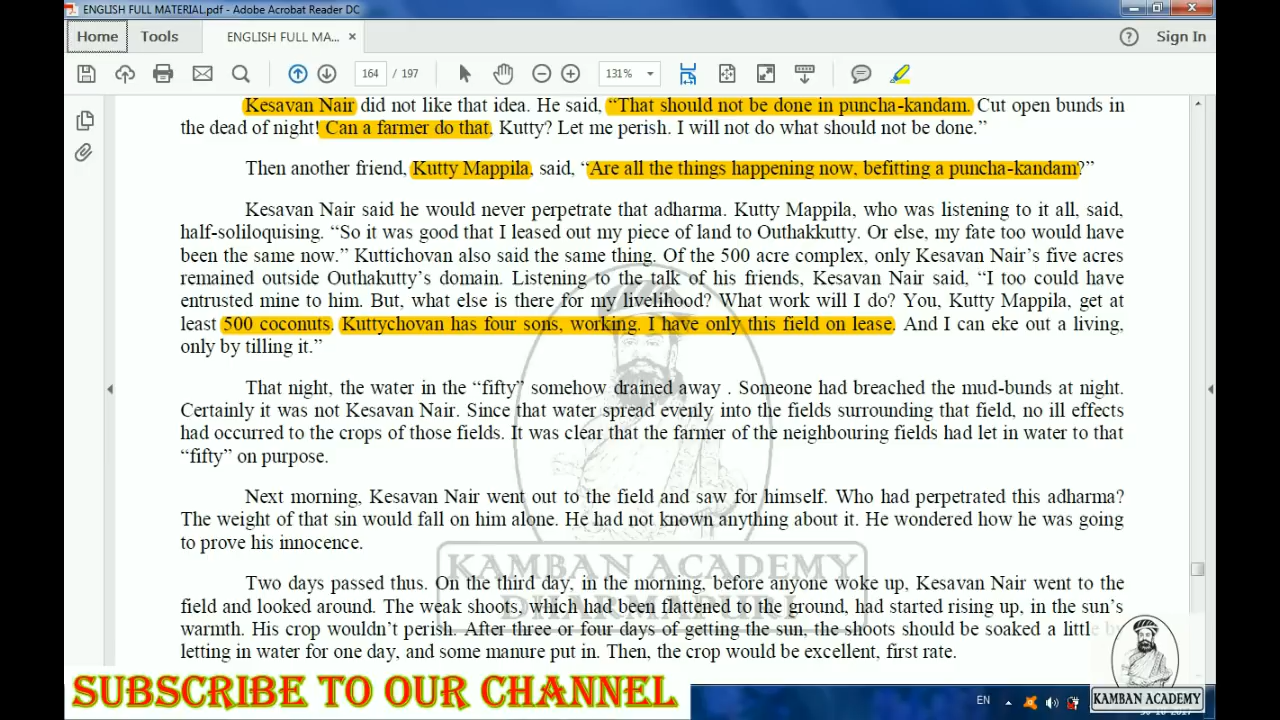 ENGLISH FULL MATERIAL.pdf - Adobe Acrobat Reader DC
Home Tools ENGLISH FULL MA... × Sign In
164 / 197 131%
Kesavan Nair did not like that idea. He said, “That should not be done in puncha-kandam. Cut open bunds in
the dead of night! Can a farmer do that, Kutty? Let me perish. I will not do what should not be done.”
Then another friend, Kutty Mappila, said, “Are all the things happening now, befitting a puncha-kandam?”
Kesavan Nair said he would never perpetrate that adharma. Kutty Mappila, who was listening to it all, said,
half-soliloquising. “So it was good that I leased out my piece of land to Outhakkutty. Or else, my fate too would have
been the same now.” Kuttichovan also said the same thing. Of the 500 acre complex, only Kesavan Nair’s five acres
remained outside Outhakutty’s domain. Listening to the talk of his friends, Kesavan Nair said, “I too could have
entrusted mine to him. But, what else is there for my livelihood? What work will I do? You, Kutty Mappila, get at
least 500 coconuts. Kuttychovan has four sons, working. I have only this field on lease. And I can eke out a living,
only by tilling it.”
That night, the water in the “fifty” somehow drained away . Someone had breached the mud-bunds at night.
Certainly it was not Kesavan Nair. Since that water spread evenly into the fields surrounding that field, no ill effects
had occurred to the crops of those fields. It was clear that the farmer of the neighbouring fields had let in water to that
“fifty” on purpose.
Next morning, Kesavan Nair went out to the field and saw for himself. Who had perpetrated this adharma?
The weight of that sin would fall on him alone. He had not known anything about it. He wondered how he was going
to prove his innocence.
Two days passed thus. On the third day, in the morning, before anyone woke up, Kesavan Nair went to the
field and looked around. The weak shoots, which had been flattened to the ground, had started rising up, in the sun’s
warmth. His crop wouldn’t perish. After three or four days of getting the sun, the shoots should be soaked a little by
letting in water for one day, and some manure put in. Then, the crop would be excellent, first rate.
KAMBAN ACADEMY
DHARMAPURI
SUBSCRIBE TO OUR CHANNEL
EN
KAMBAN ACADEMY